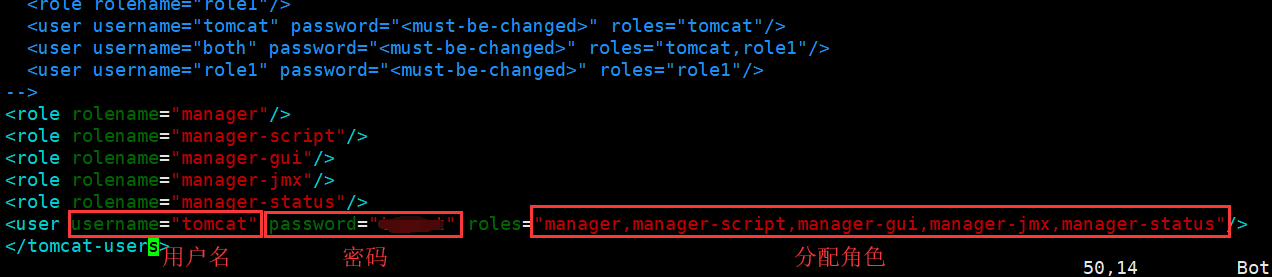 <role rolename="role1"/>
<user username="tomcat" password="<must-be-changed>" roles="tomcat"/>
<user username="both" password="<must-be-changed>" roles="tomcat,role1"/>
<user username="role1" password="<must-be-changed>" roles="role1"/>
-->
<role rolename="manager"/>
<role rolename="manager-script"/>
<role rolename="manager-gui"/>
<role rolename="manager-jmx"/>
<role rolename="manager-status"/>
<user username="tomcat" password="" roles="manager,manager-script,manager-gui,manager-jmx,manager-status"/>
</tomcat-users>
用户名 密码 分配角色
50,14 Bot